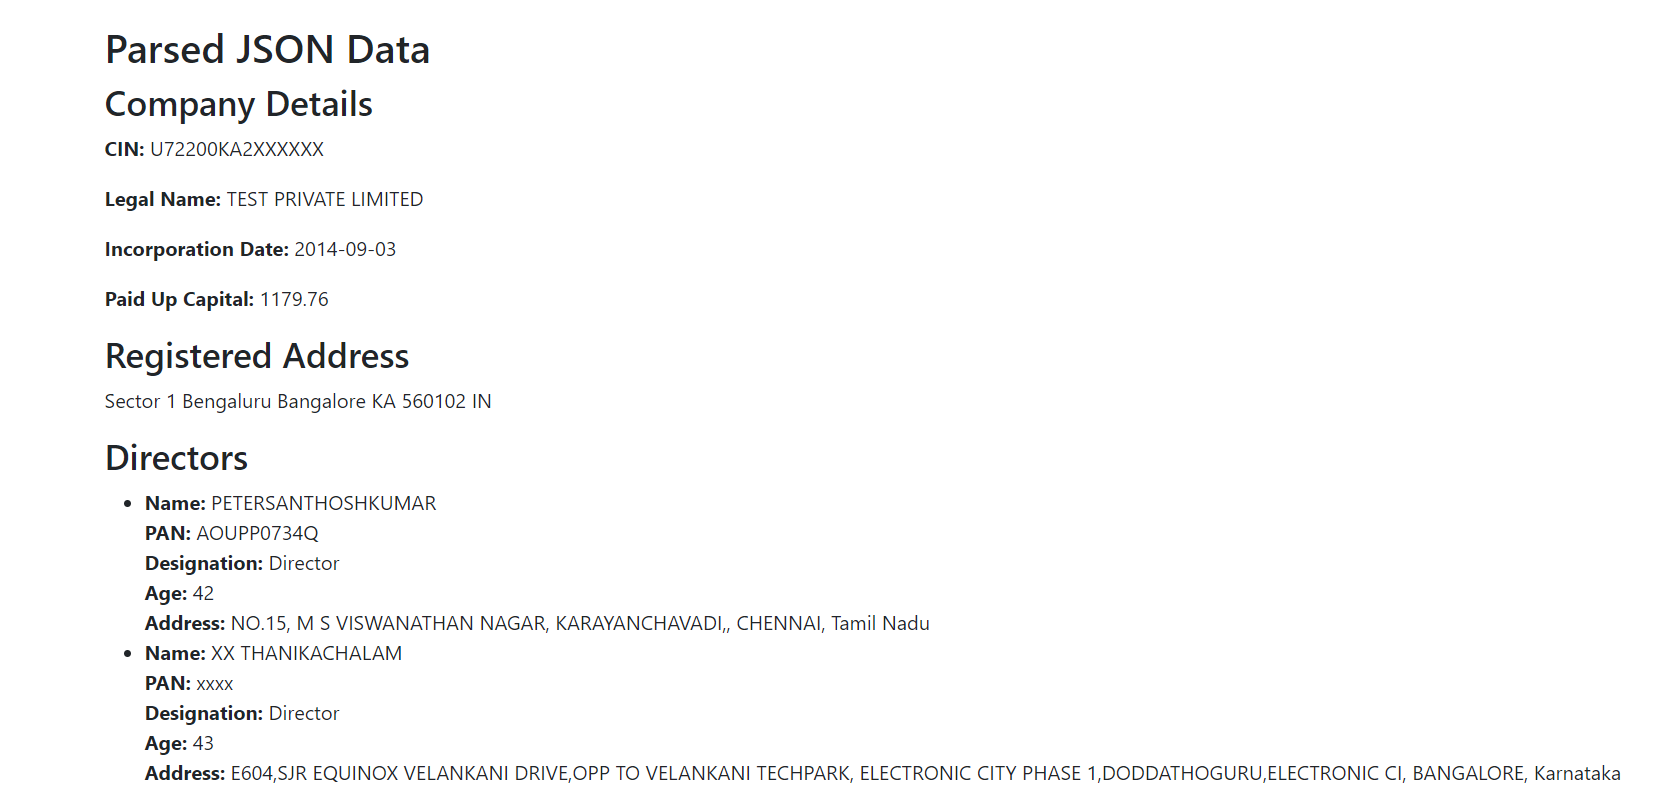 Parsed JSON Data
Company Details
CIN: U72200KA2XXXXXX
Legal Name: TEST PRIVATE LIMITED
Incorporation Date: 2014-09-03
Paid Up Capital: 1179.76
Registered Address
Sector 1 Bengaluru Bangalore KA 560102 IN
Directors
Name: PETERSANTHOSHKUMAR
PAN: AOUPP0734Q
Designation: Director
Age: 42
Address: NO.15, M S VISWANATHAN NAGAR, KARAYANCHAVADI,, CHENNAI, Tamil Nadu
Name: XX THANIKACHALAM
PAN: xxxx
Designation: Director
Age: 43
Address: E604,SJR EQUINOX VELANKANI DRIVE,OPP TO VELANKANI TECHPARK, ELECTRONIC CITY PHASE 1,DODDATHOGURU,ELECTRONIC CI, BANGALORE, Karnataka